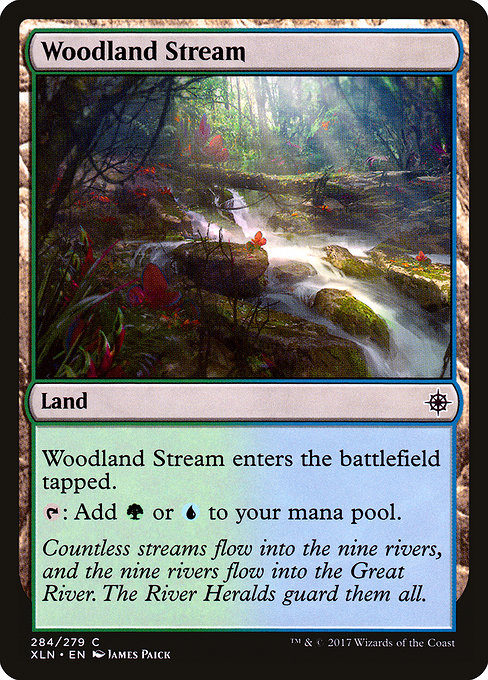 Woodland Stream
Land
Woodland Stream enters the battlefield
tapped.
: Add or to your mana pool.
Countless streams flow into the nine rivers,
and the nine rivers flow into the Great
River. The River Heralds guard them all.
284/279 C
XLN • EN James Paick
™ & © 2017 Wizards of the Coast